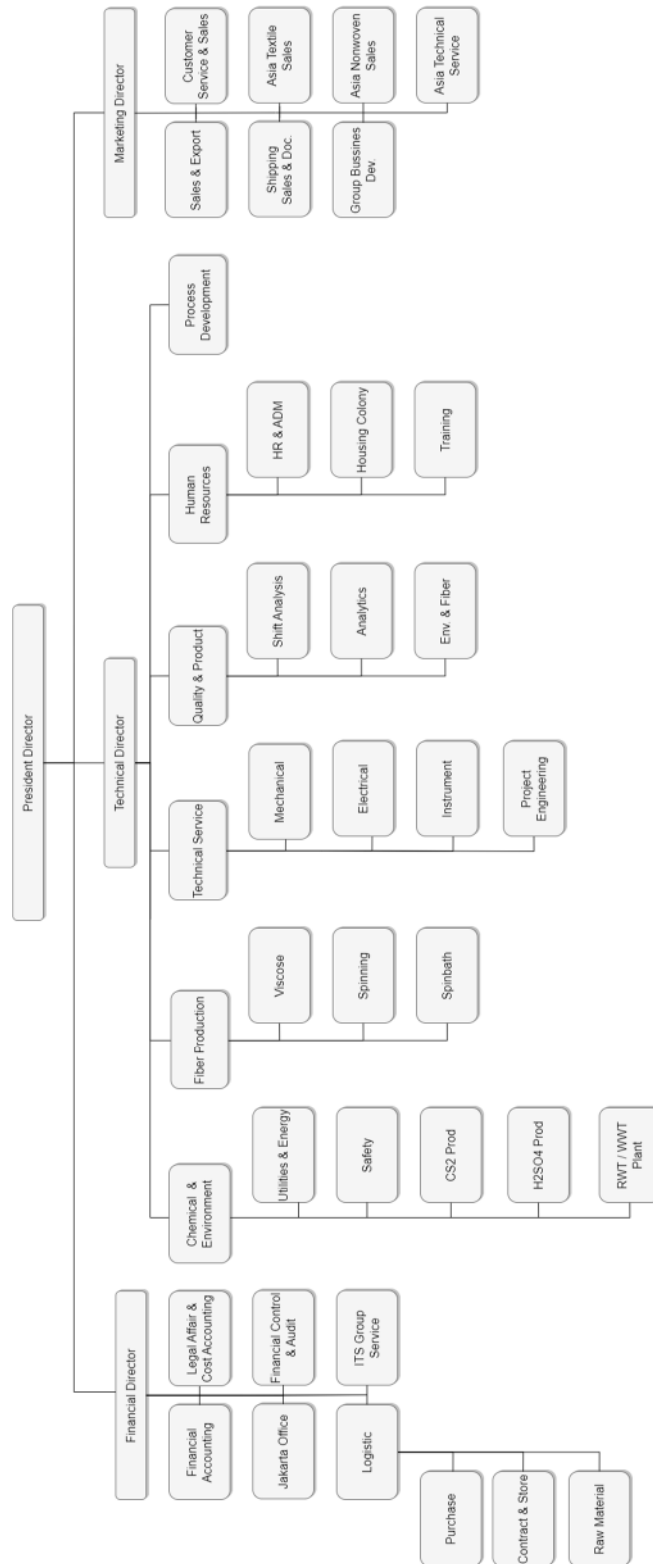 President Director
Financial Director
Technical Director
Marketing Director
Financial
Accounting
Legal Affair &
Cost Accounting
Jakarta Office
Financial Control
& Audit
Logistic
ITS Group
Service
Purchase
Contract & Store
Raw Material
Chemical &
Environment
Utilities & Energy
Safety
CS2 Prod
H2SO4 Prod
RWT / WWT
Plant
Fiber Production
Viscose
Spinning
Spinbath
Technical Service
Mechanical
Electrical
Instrument
Project
Engineering
Quality & Product
Shift Analysis
Analytics
Env. & Fiber
Human
Resources
HR & ADM
Housing Colony
Training
Process
Development
Sales & Export
Customer
Service & Sales
Shipping
Sales & Doc.
Asia Textile
Sales
Group Bussines
Dev.
Asia Nonwoven
Sales
Asia Technical
Service